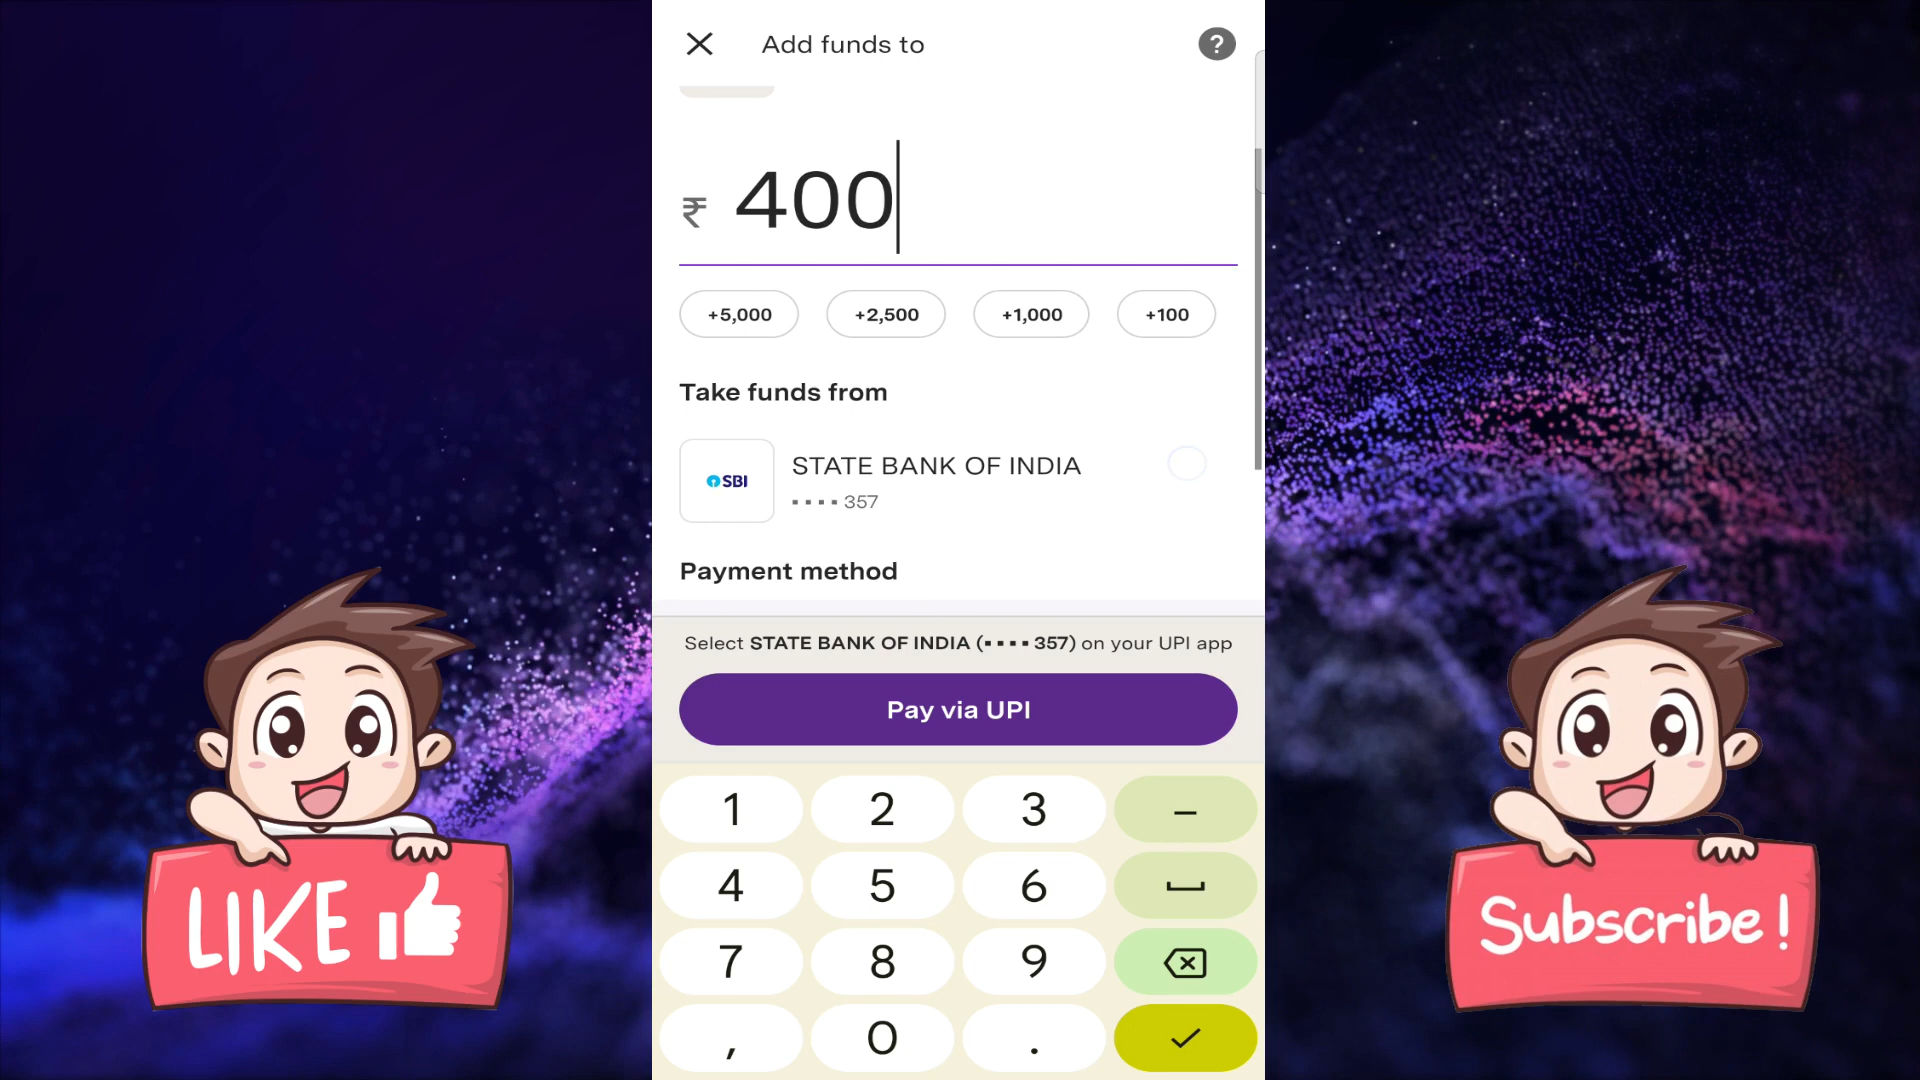 Add funds to
?
₹ 400
+5,000 +2,500 +1,000 +100
Take funds from
SBI
STATE BANK OF INDIA
▪▪▪▪ 357
Payment method
Select STATE BANK OF INDIA (▪▪▪▪ 357) on your UPI app
Pay via UPI
1 2 3 –
4 5 6
7 8 9
, 0 .
LIKE
Subscribe!